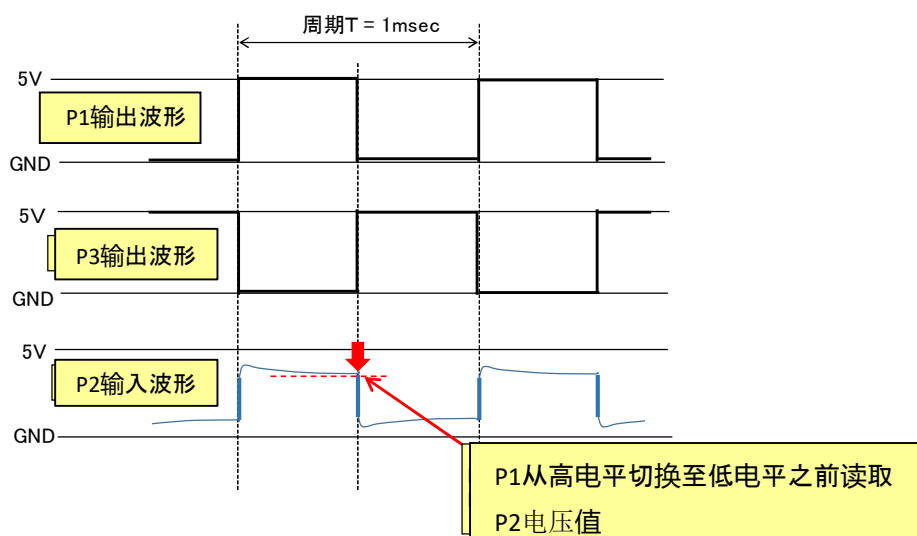 周期T = 1msec
5V
P1输出波形
GND
5V
P3输出波形
GND
5V
P2输入波形
GND
P1从高电平切换至低电平之前读取
P2电压值